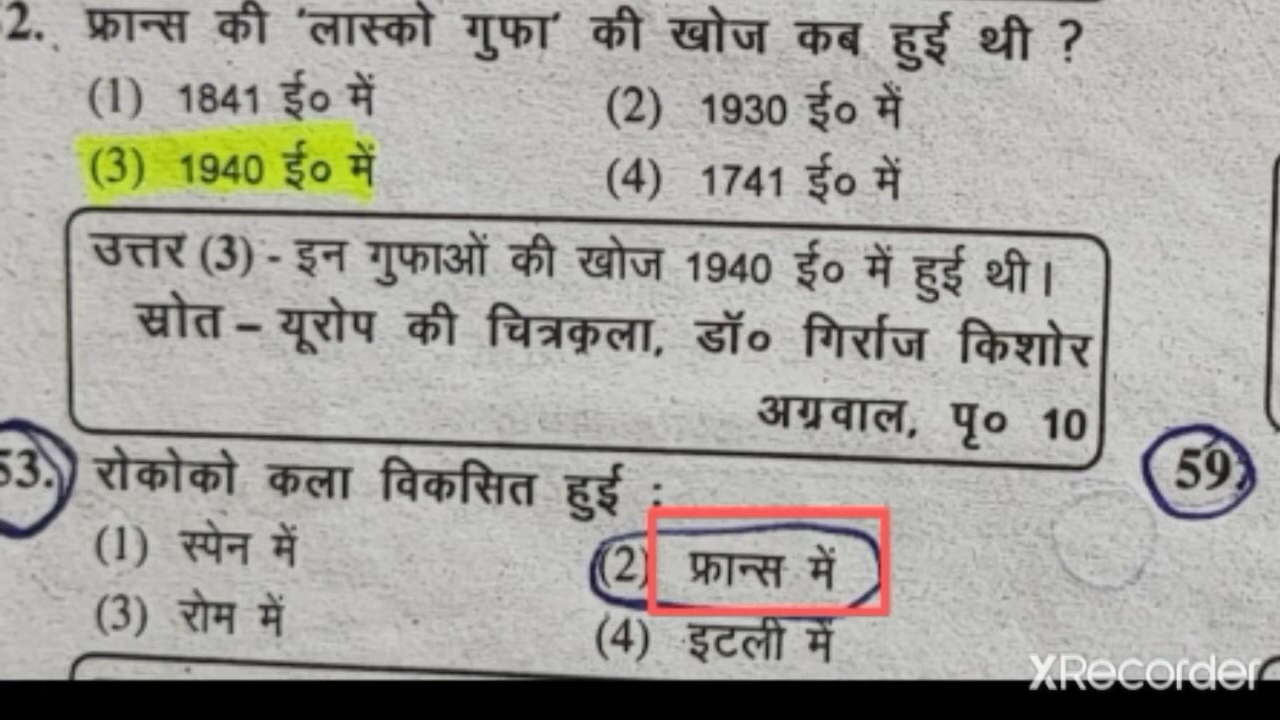 2. फ्रान्स की 'लास्को गुफा' की खोज कब हुई थी ?
(1) 1841 ई० में (2) 1930 ई० में
(3) 1940 ई० में (4) 1741 ई० में
उत्तर (3) - इन गुफाओं की खोज 1940 ई० में हुई थी।
स्रोत – यूरोप की चित्रकला, डॉ० गिर्राज किशोर
अग्रवाल, पृ० 10
53. रोकोको कला विकसित हुई :
59.
(1) स्पेन में (2) फ्रान्स में
(3) रोम में (4) इटली में
XRecorder